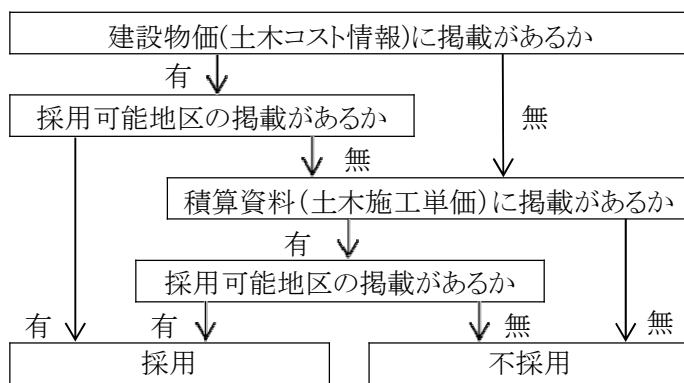 建設物価(土木コスト情報)に掲載があるか
有
採用可能地区の掲載があるか
無
無
積算資料(土木施工単価)に掲載があるか
有
採用可能地区の掲載があるか
有
有
無
無
採用
不採用